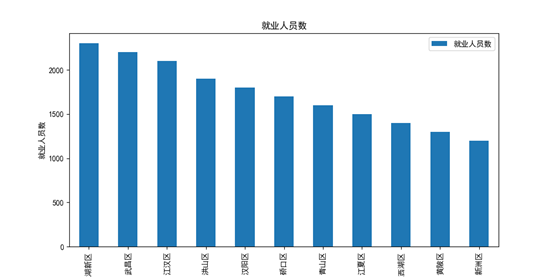 就业人员数
就业人员数
就业人员数
2000
1500
1000
500
0
湖新区
武昌区
江汉区
洪山区
汉阳区
硚口区
青山区
江夏区
西湖区
黄陂区
新洲区